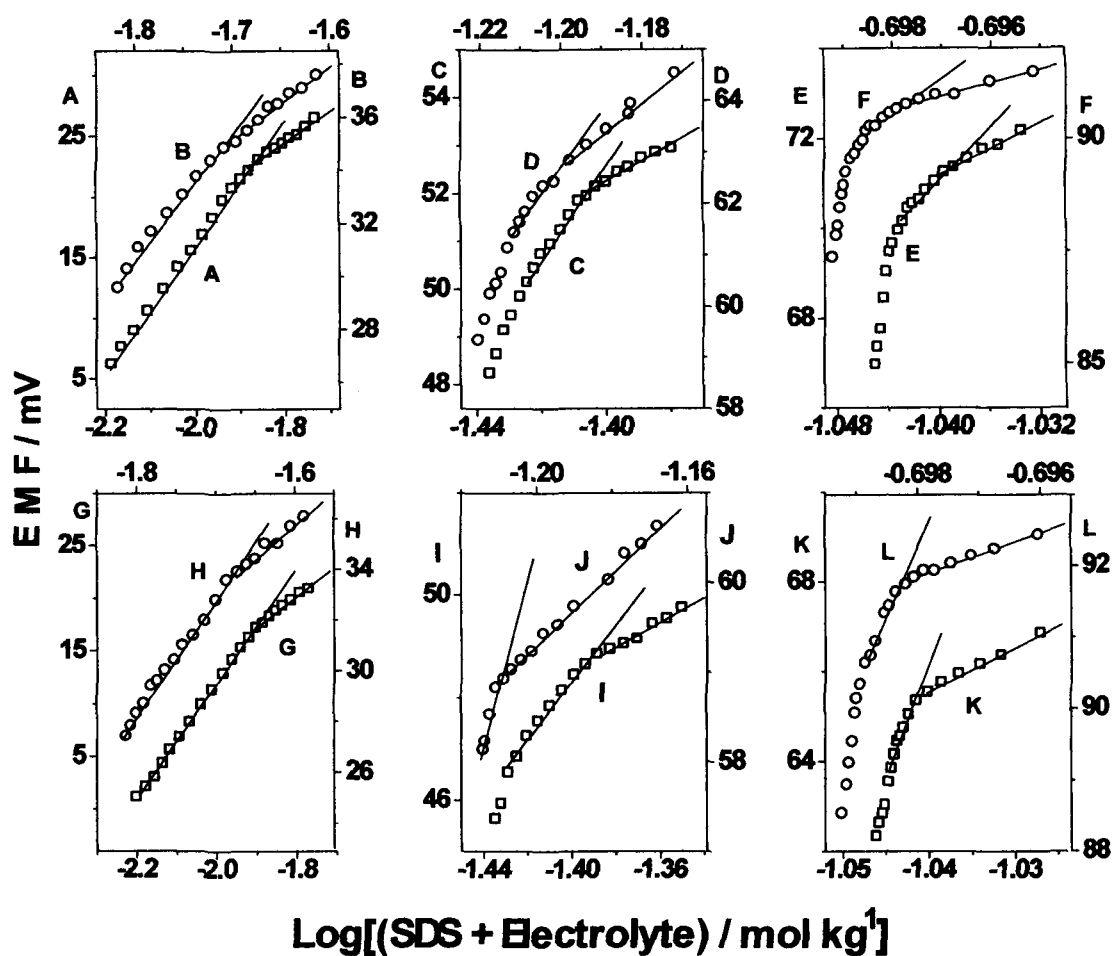 -1.8 -1.7 -1.6
-1.22 -1.20 -1.18
-0.698 -0.696
A B
C D
E F F
25 36
54 64
72 90
B
D
15 32
52 62
A
C
E
50 60
68
5 28
48 58
85
-2.2 -2.0 -1.8
-1.44 -1.40
-1.048 -1.040 -1.032
E M F / mV
-1.8 -1.6
-1.20 -1.16
-0.698 -0.696
G H
I J J
K L L
25 34
50 60
68 92
H
15 30
G
I
K
90
5 26
46 58
64
88
-2.2 -2.0 -1.8
-1.44 -1.40 -1.36
-1.05 -1.04 -1.03
Log[(SDS + Electrolyte) / mol kg¹]